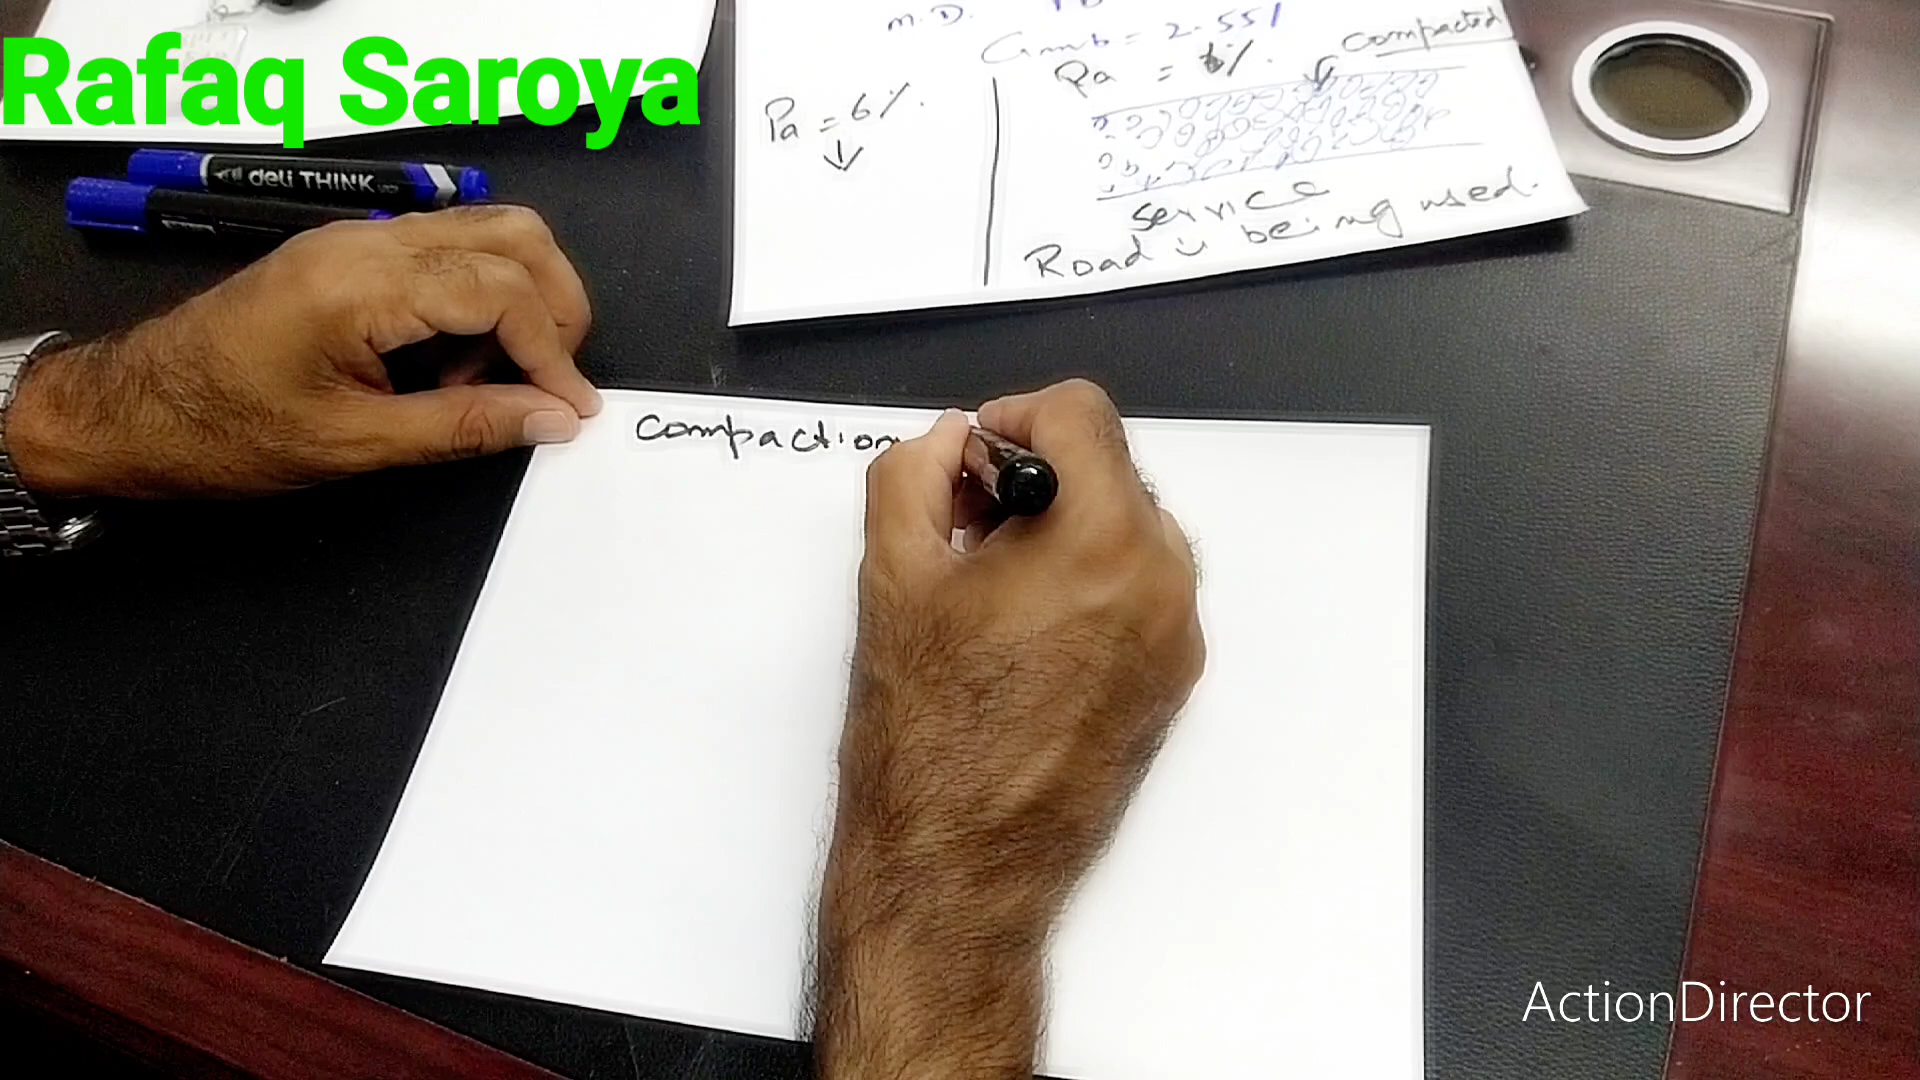 Rafaq Saroya
deli THINK
m.D.
Gmb = 2.551
Pa = 6%.
compacted
Pa = 6%.
service
Road is being used.
compaction
ActionDirector